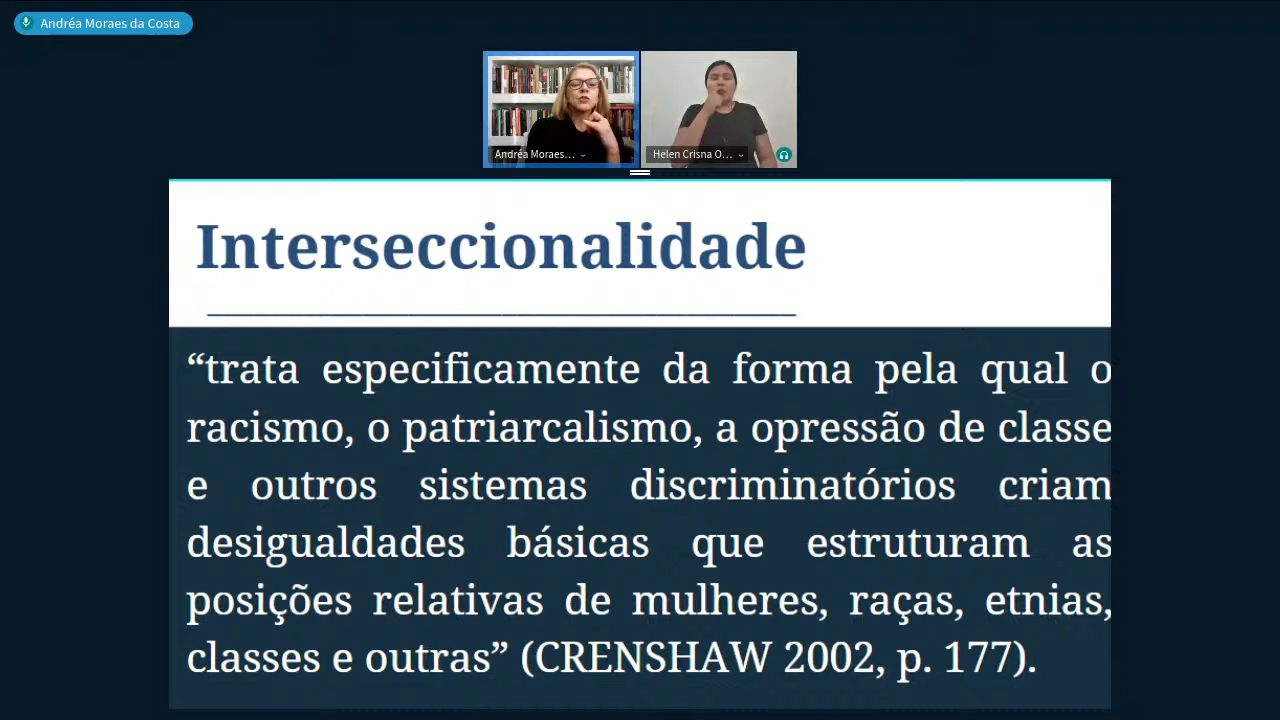 Andréa Moraes da Costa
Andréa Moraes...
Helen Crisna O...
Interseccionalidade
“trata especificamente da forma pela qual o
racismo, o patriarcalismo, a opressão de classe
e outros sistemas discriminatórios criam
desigualdades básicas que estruturam as
posições relativas de mulheres, raças, etnias,
classes e outras” (CRENSHAW 2002, p. 177).